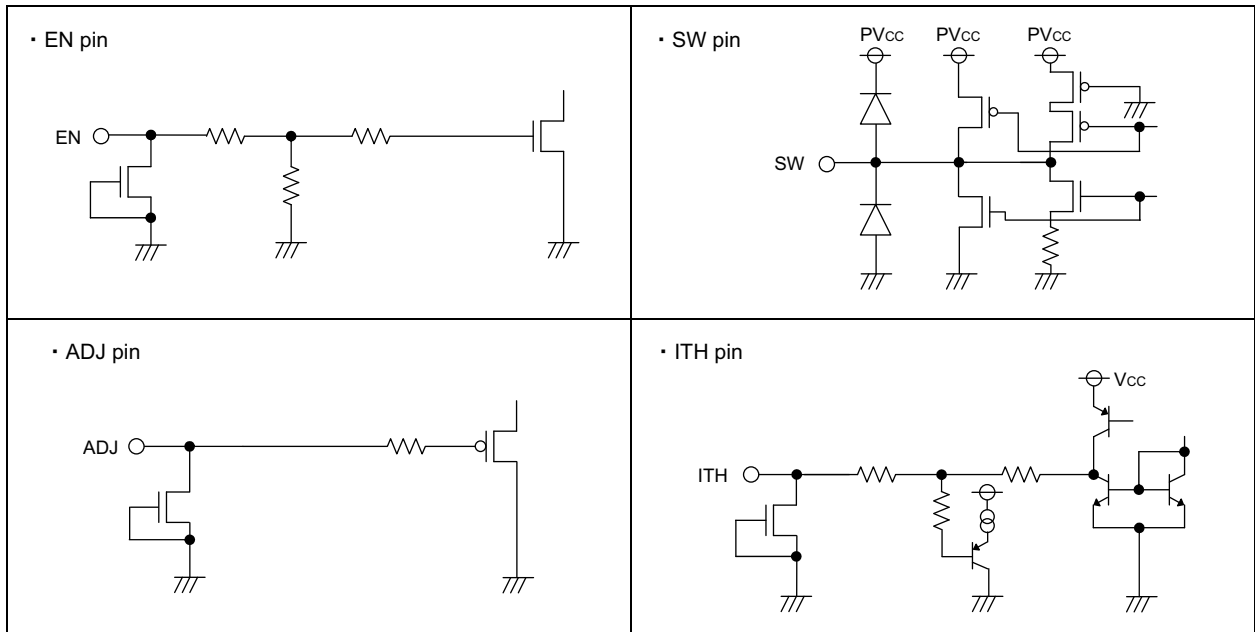 ・EN pin
EN
・SW pin
PVCC PVCC PVCC
SW
・ADJ pin
ADJ
・ITH pin
VCC
ITH